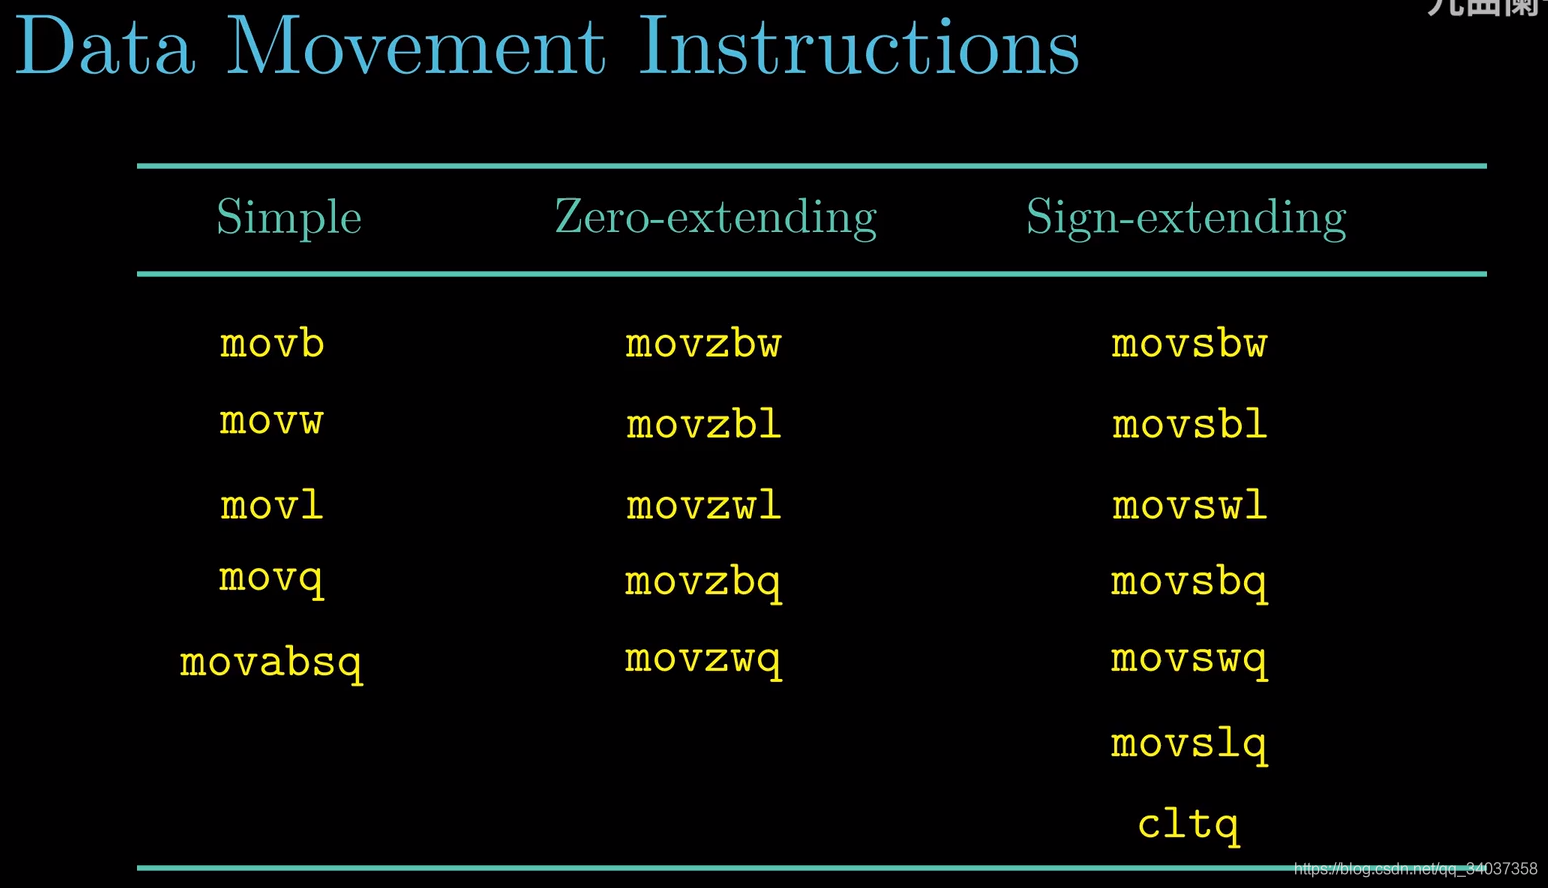 Data Movement Instructions
Simple Zero-extending Sign-extending
movb movzbw movsbw
movw movzbl movsbl
movl movzwl movswl
movq movzbq movsbq
movabsq movzwq movswq
movslq
cltq
https://blog.csdn.net/qq_34037358